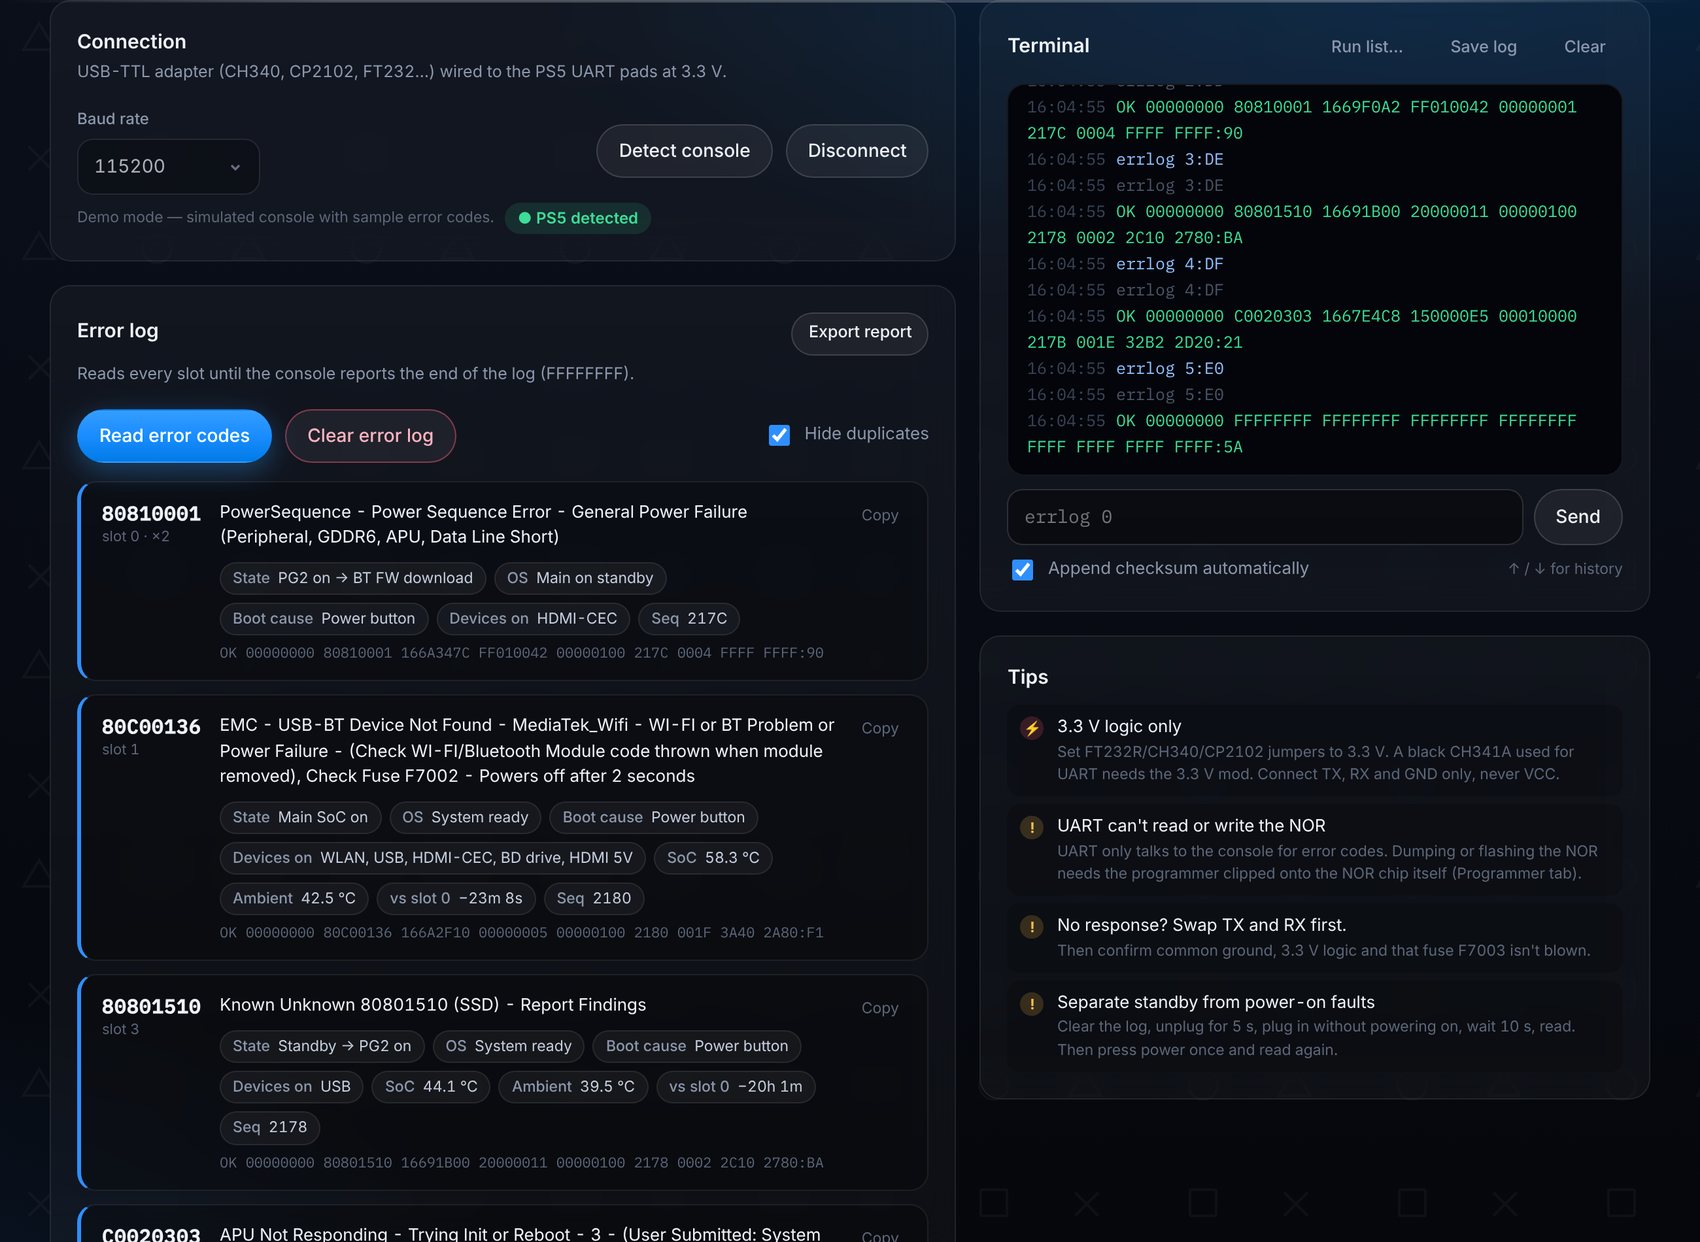 Connection
USB-TTL adapter (CH340, CP2102, FT232…) wired to the PS5 UART pads at 3.3 V.
Baud rate
115200
Detect console
Disconnect
Demo mode — simulated console with sample error codes.
PS5 detected
Error log
Export report
Reads every slot until the console reports the end of the log (FFFFFFFF).
Read error codes
Clear error log
Hide duplicates
80810001
slot 0 · ×2
PowerSequence - Power Sequence Error - General Power Failure
(Peripheral, GDDR6, APU, Data Line Short)
Copy
State PG2 on → BT FW download
OS Main on standby
Boot cause Power button
Devices on HDMI-CEC
Seq 217C
OK 00000000 80810001 166A347C FF010042 00000100 217C 0004 FFFF FFFF:90
80C00136
slot 1
EMC - USB-BT Device Not Found - MediaTek_Wifi - WI-FI or BT Problem or
Power Failure - (Check WI-FI/Bluetooth Module code thrown when module
removed), Check Fuse F7002 - Powers off after 2 seconds
Copy
State Main SoC on
OS System ready
Boot cause Power button
Devices on WLAN, USB, HDMI-CEC, BD drive, HDMI 5V
SoC 58.3 °C
Ambient 42.5 °C
vs slot 0 −23m 8s
Seq 2180
OK 00000000 80C00136 166A2F10 00000005 00000100 2180 001F 3A40 2A80:F1
80801510
slot 3
Known Unknown 80801510 (SSD) - Report Findings
Copy
State Standby → PG2 on
OS System ready
Boot cause Power button
Devices on USB
SoC 44.1 °C
Ambient 39.5 °C
vs slot 0 −20h 1m
Seq 2178
OK 00000000 80801510 16691B00 20000011 00000100 2178 0002 2C10 2780:BA
C0020303
APU Not Responding - Trying Init or Reboot - 3 - (User Submitted: System
Copy
Terminal
Run list…
Save log
Clear
16:04:55 OK 00000000 80810001 1669F0A2 FF010042 00000001
217C 0004 FFFF FFFF:90
16:04:55 errlog 3:DE
16:04:55 errlog 3:DE
16:04:55 OK 00000000 80801510 16691B00 20000011 00000100
2178 0002 2C10 2780:BA
16:04:55 errlog 4:DF
16:04:55 errlog 4:DF
16:04:55 OK 00000000 C0020303 1667E4C8 150000E5 00010000
217B 001E 32B2 2D20:21
16:04:55 errlog 5:E0
16:04:55 errlog 5:E0
16:04:55 OK 00000000 FFFFFFFF FFFFFFFF FFFFFFFF FFFFFFFF
FFFF FFFF FFFF FFFF:5A
errlog 0
Send
Append checksum automatically
↑ / ↓ for history
Tips
3.3 V logic only
Set FT232R/CH340/CP2102 jumpers to 3.3 V. A black CH341A used for
UART needs the 3.3 V mod. Connect TX, RX and GND only, never VCC.
UART can't read or write the NOR
UART only talks to the console for error codes. Dumping or flashing the NOR
needs the programmer clipped onto the NOR chip itself (Programmer tab).
No response? Swap TX and RX first.
Then confirm common ground, 3.3 V logic and that fuse F7003 isn't blown.
Separate standby from power-on faults
Clear the log, unplug for 5 s, plug in without powering on, wait 10 s, read.
Then press power once and read again.